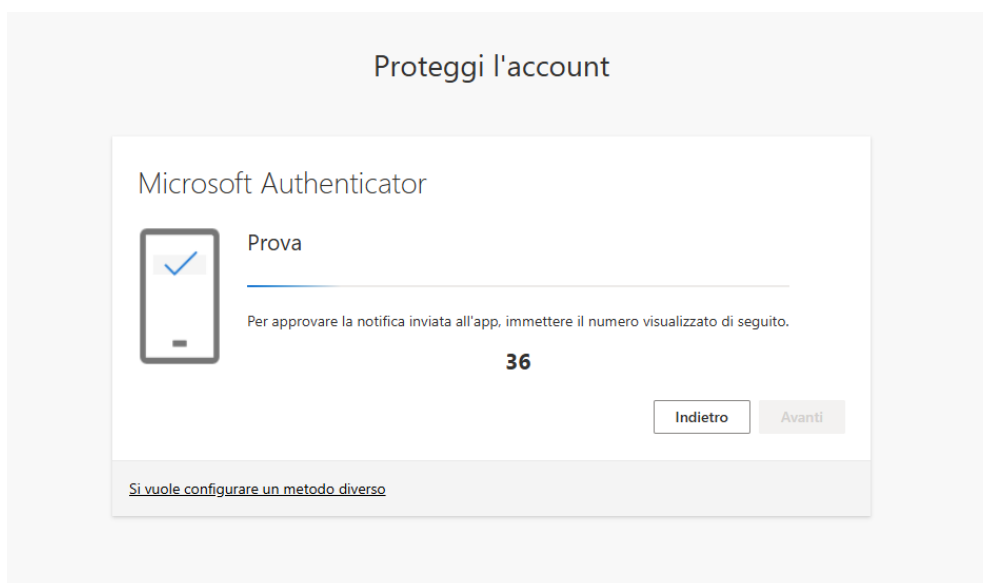 Proteggi l'account
Microsoft Authenticator
Prova
Per approvare la notifica inviata all'app, immettere il numero visualizzato di seguito.
36
Indietro
Avanti
Si vuole configurare un metodo diverso